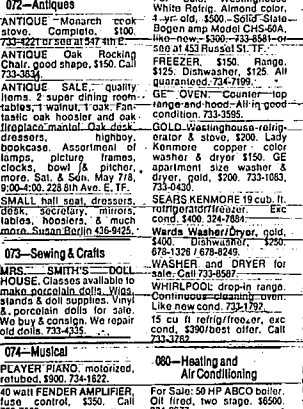 072—Antiques
ANTIQUE Monarch cook
stove. Complete, $100.
733-4221 or see at 547 4th E.
ANTIQUE Oak Rocking
Chair, good shape, $150. Call
733-3834.
ANTIQUE SALE, quality
items. 2 super dining room
tables, 1 walnut, 1 oak. Fan-
tastic oak hoosier and oak
fireplace mantel. Oak desk,
dressers, highboy,
bookcase. Assortment of
lamps, picture frames,
clocks, bowl & pitcher,
more. Sat. & Sun. May 7/8,
9:00-4:00. 228 8th Ave. E, TF.
SMALL hall seat, dressers,
desk, secretary, mirrors,
tables, hoosiers, & much
more. Susan Berlin 436-9425.
073—Sewing & Crafts
MRS. SMITH'S DOLL
HOUSE. Classes available to
make porcelain dolls. Wigs,
stands & doll supplies. Vinyl
& porcelain dolls for sale.
We buy & consign. We repair
old dolls. 733-4335.
074—Musical
PLAYER PIANO, motorized,
refubed, $900. 734-1622.
40 watt FENDER AMPLIFIER,
fuse control, $350. Call
White Refrig. Almond color,
1 yr old, $500. Solid State
Bogen amp Model CHS-60A,
like new, $300. 733-8581 or
see at 453 Russet St. TF.
FREEZER, $150. Range,
$125. Dishwasher, $125. All
guaranteed. 734-7199.
GE OVEN. Counter top
range and hood. All in good
condition. 733-3595.
GOLD Westinghouse refrig-
erator & stove, $200. Lady
Kenmore copper color
washer & dryer $150. GE
apartment size washer &
dryer, gold, $200. 733-1083,
733-0430.
SEARS KENMORE 19 cub. ft.
refrigerator/freezer. Exc
cond. $400. 324-7884.
Wards Washer/Dryer, gold,
$400. Dishwasher, $250.
678-1326 / 678-8249.
WASHER and DRYER for
sale. Call 733-8587.
WHIRLPOOL drop-in range.
Continuous cleaning oven.
Like new cond. 733-1792.
15 cu ft refrig/freezer, exc
cond, $390/best offer. Call
733-3782.
080—Heating and
Air Conditioning
For Sale: 50 HP ABCO boiler.
Oil fired, two stage. $6500.